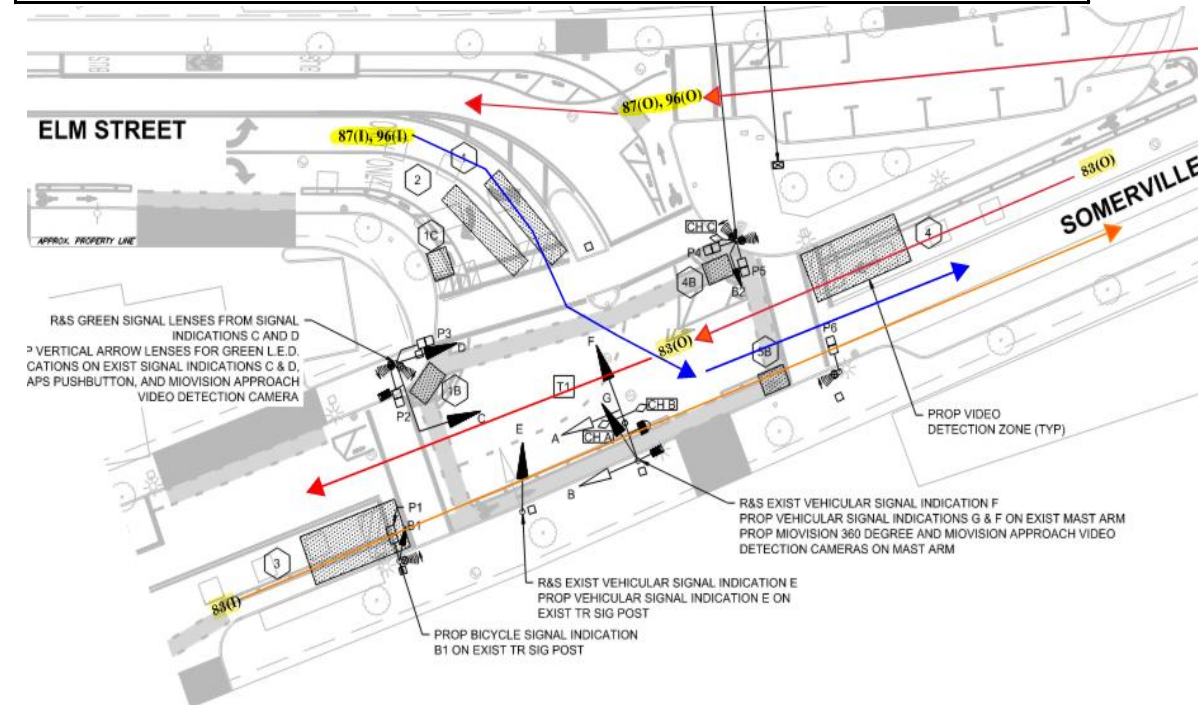 BUS
BUS
87(O), 96(O)
ELM STREET
87(I), 96(I)
1
2
1C
APPROX. PROPERTY LINE
83(O)
SOMERVILLE
CH C
P4
4
4B
P5
B2
R&S GREEN SIGNAL LENSES FROM SIGNAL
INDICATIONS C AND D
P VERTICAL ARROW LENSES FOR GREEN L.E.D.
CATIONS ON EXIST SIGNAL INDICATIONS C & D,
APS PUSHBUTTON, AND MIOVISION APPROACH
VIDEO DETECTION CAMERA
P3
D
83(O)
P6
F
3B
1B
T1
P2
C
G
CH B
E
A
CH A
PROP VIDEO
DETECTION ZONE (TYP)
B
P1
B1
R&S EXIST VEHICULAR SIGNAL INDICATION F
PROP VEHICULAR SIGNAL INDICATIONS G & F ON EXIST MAST ARM
PROP MIOVISION 360 DEGREE AND MIOVISION APPROACH VIDEO
DETECTION CAMERAS ON MAST ARM
3
83(I)
R&S EXIST VEHICULAR SIGNAL INDICATION E
PROP VEHICULAR SIGNAL INDICATION E ON
EXIST TR SIG POST
PROP BICYCLE SIGNAL INDICATION
B1 ON EXIST TR SIG POST